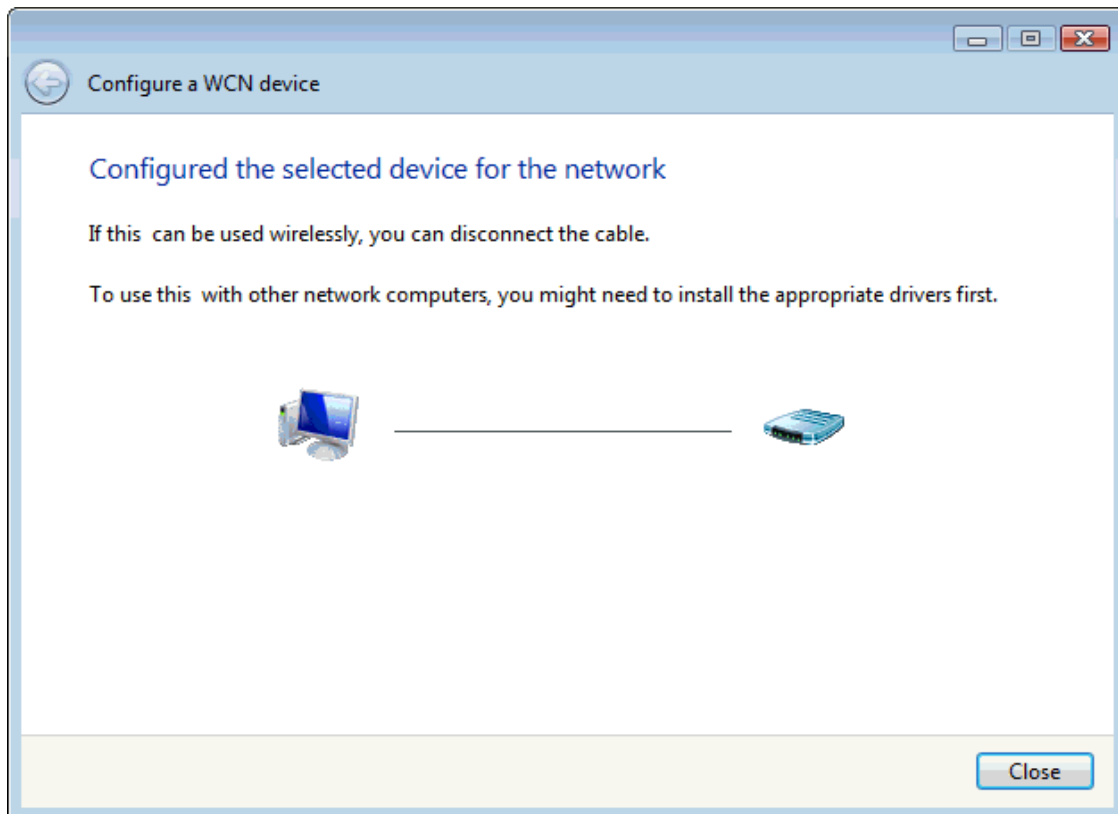 Configure a WCN device
Configured the selected device for the network
If this  can be used wirelessly, you can disconnect the cable.
To use this  with other network computers, you might need to install the appropriate drivers first.
Close